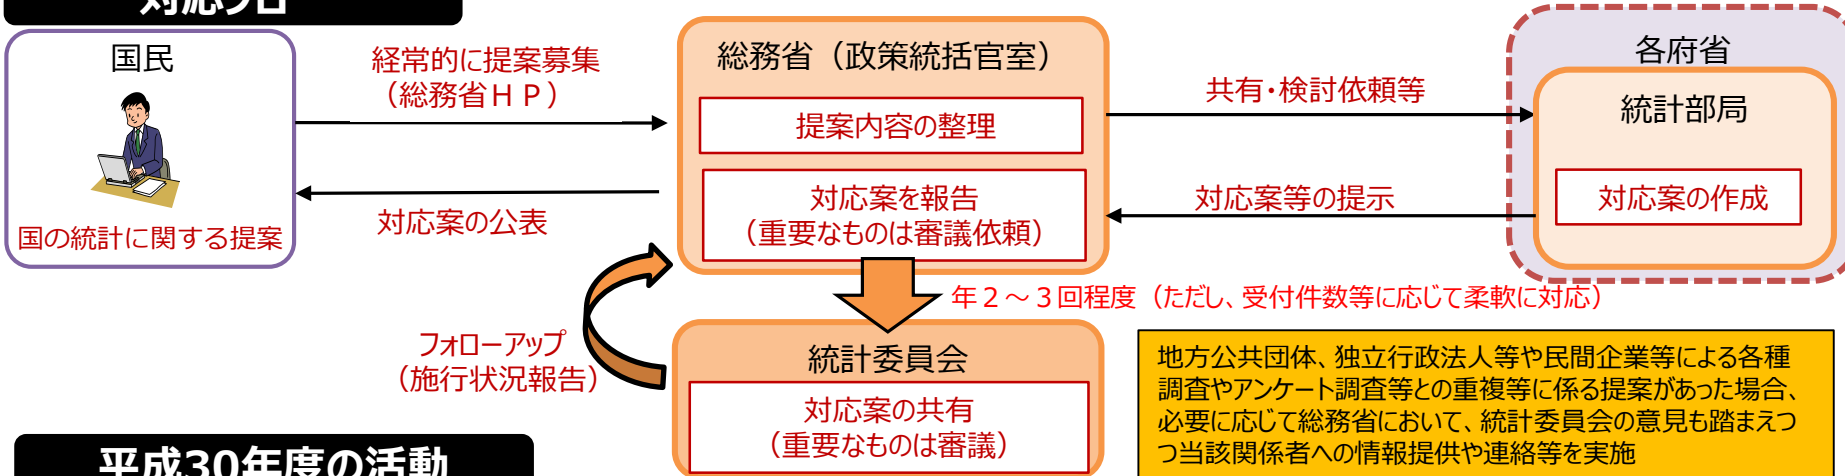 対応フロー
国民
国の統計に関する提案
経常的に提案募集
（総務省ＨＰ）
対応案の公表
総務省（政策統括官室）
提案内容の整理
対応案を報告
（重要なものは審議依頼）
共有・検討依頼等
対応案等の提示
各府省
統計部局
対応案の作成
年２～３回程度（ただし、受付件数等に応じて柔軟に対応）
フォローアップ
（施行状況報告）
統計委員会
対応案の共有
（重要なものは審議）
地方公共団体、独立行政法人等や民間企業等による各種
調査やアンケート調査等との重複等に係る提案があった場合、
必要に応じて総務省において、統計委員会の意見も踏まえつ
つ当該関係者への情報提供や連絡等を実施
平成30年度の活動